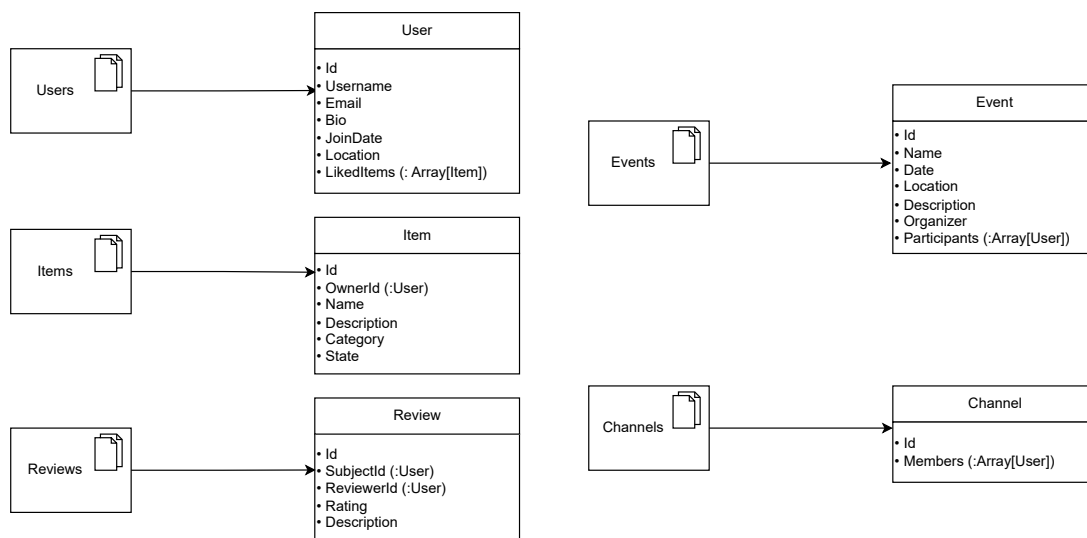 Users
User
• Id
• Username
• Email
• Bio
• JoinDate
• Location
• LikedItems (: Array[Item])
Items
Item
• Id
• OwnerId (:User)
• Name
• Description
• Category
• State
Reviews
Review
• Id
• SubjectId (:User)
• ReviewerId (:User)
• Rating
• Description
Events
Event
• Id
• Name
• Date
• Location
• Description
• Organizer
• Participants (:Array[User])
Channels
Channel
• Id
• Members (:Array[User])